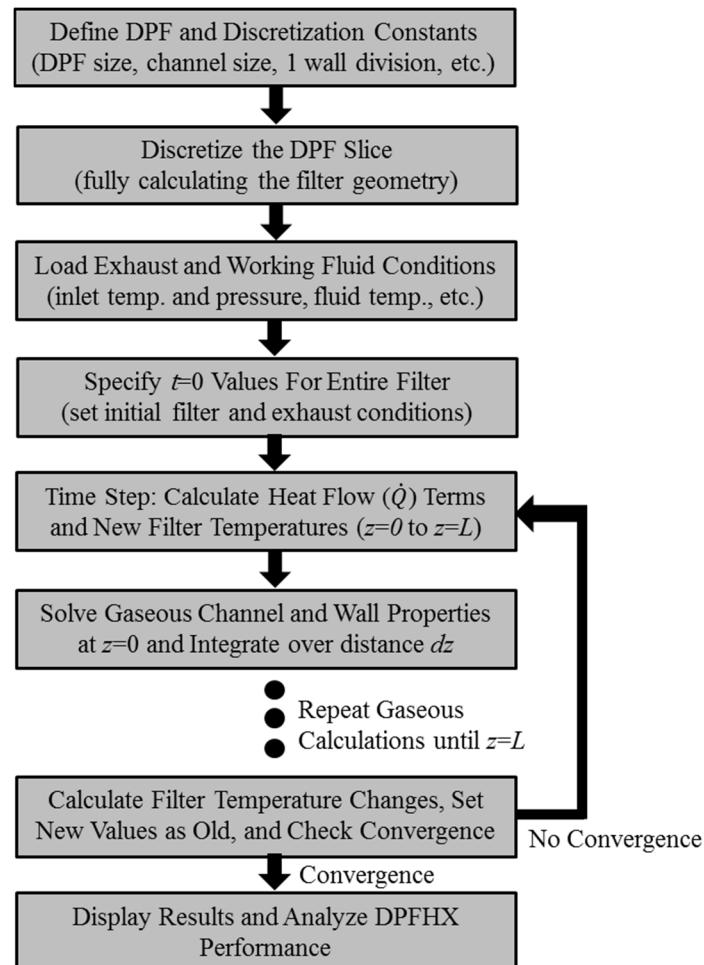 Define DPF and Discretization Constants
(DPF size, channel size, 1 wall division, etc.)
Discretize the DPF Slice
(fully calculating the filter geometry)
Load Exhaust and Working Fluid Conditions
(inlet temp. and pressure, fluid temp., etc.)
Specify t=0 Values For Entire Filter
(set initial filter and exhaust conditions)
Time Step: Calculate Heat Flow (Q̇) Terms
and New Filter Temperatures (z=0 to z=L)
Solve Gaseous Channel and Wall Properties
at z=0 and Integrate over distance dz
Repeat Gaseous
Calculations until z=L
Calculate Filter Temperature Changes, Set
New Values as Old, and Check Convergence
No Convergence
Convergence
Display Results and Analyze DPFHX
Performance